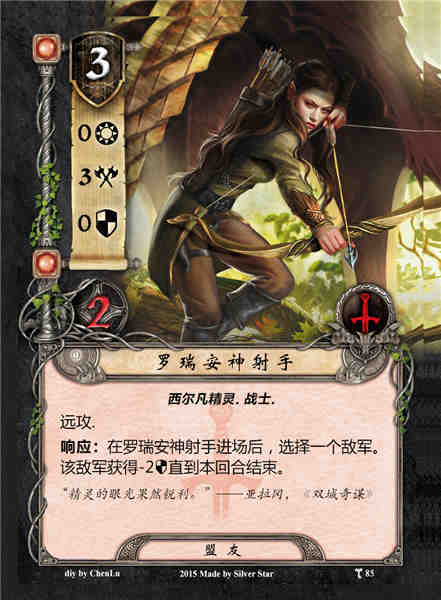 3
0
3
0
2
罗瑞安神射手
西尔凡精灵. 战士.
远攻.
响应：在罗瑞安神射手进场后，选择一个敌军。
该敌军获得-2直到本回合结束。
“精灵的眼光果然锐利。”——亚拉冈，《双城奇谋》
盟友
diy by ChenLu 2015 Made by Silver Star 85